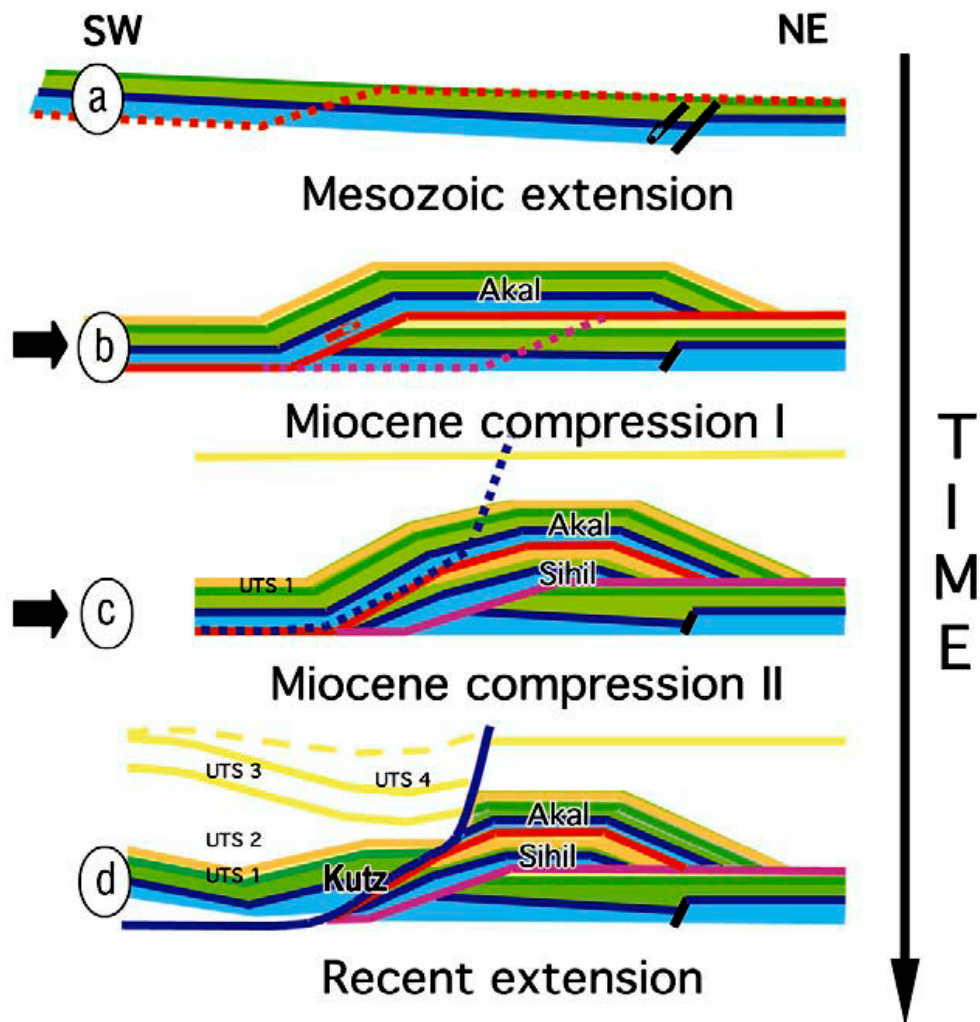 SW
NE
a
Mesozoic extension
Akal
b
Miocene compression I
Akal
Sihil
UTS 1
c
Miocene compression II
UTS 3
UTS 4
Akal
UTS 2
Sihil
UTS 1
Kutz
d
Recent extension
T
I
M
E